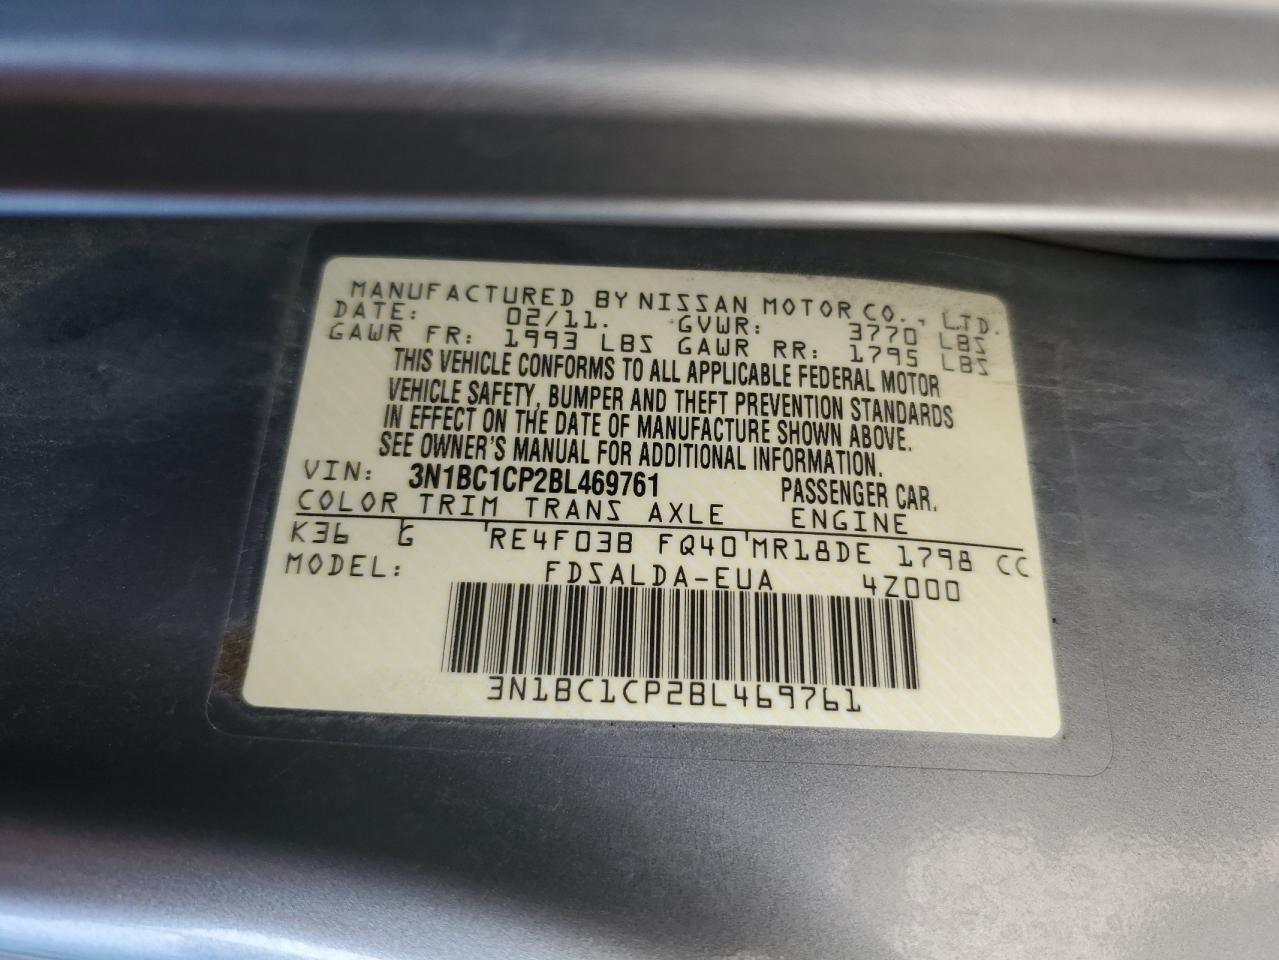 MANUFACTURED BY NISSAN MOTOR CO., LTD.
DATE: 02/11. GVWR: 3770 LBS
GAWR FR: 1993 LBS GAWR RR: 1795 LBS
THIS VEHICLE CONFORMS TO ALL APPLICABLE FEDERAL MOTOR
VEHICLE SAFETY, BUMPER AND THEFT PREVENTION STANDARDS
IN EFFECT ON THE DATE OF MANUFACTURE SHOWN ABOVE.
SEE OWNER'S MANUAL FOR ADDITIONAL INFORMATION.
VIN: 3N1BC1CP2BL469761 PASSENGER CAR.
COLOR TRIM TRANS AXLE ENGINE
K36 G RE4F03B FQ40 MR18DE 1798 CC
MODEL: FDSALDA-EUA 4Z000
3N1BC1CP2BL469761